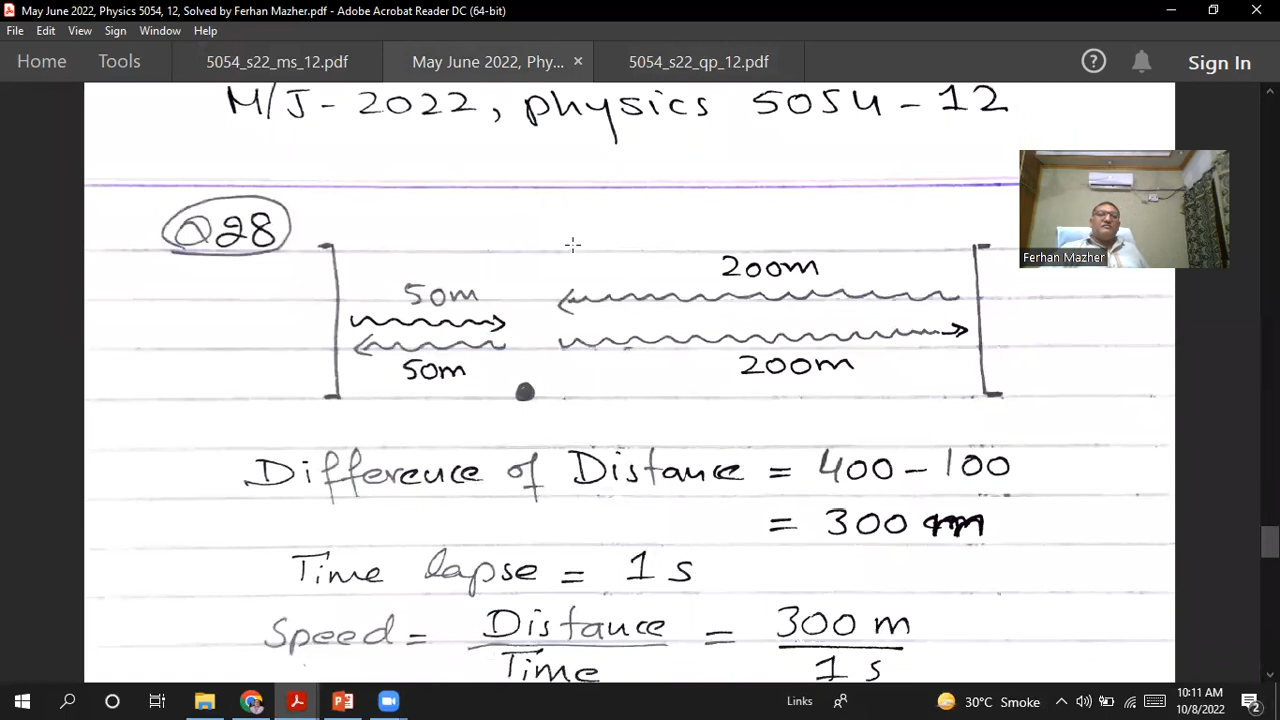 May June 2022, Physics 5054, 12, Solved by Ferhan Mazher.pdf - Adobe Acrobat Reader DC (64-bit)
File Edit View Sign Window Help
Home Tools 5054_s22_ms_12.pdf May June 2022, Phy... × 5054_s22_qp_12.pdf ? Sign In
M/J - 2022, physics 5054 - 12
Q28
200m
50m
50m
200m
Ferhan Mazher
Difference of Distance = 400 - 100
= 300 m
Time lapse = 1 s
Speed = Distance / Time = 300 m / 1 s
Links 30°C Smoke 10:11 AM
10/8/2022 2